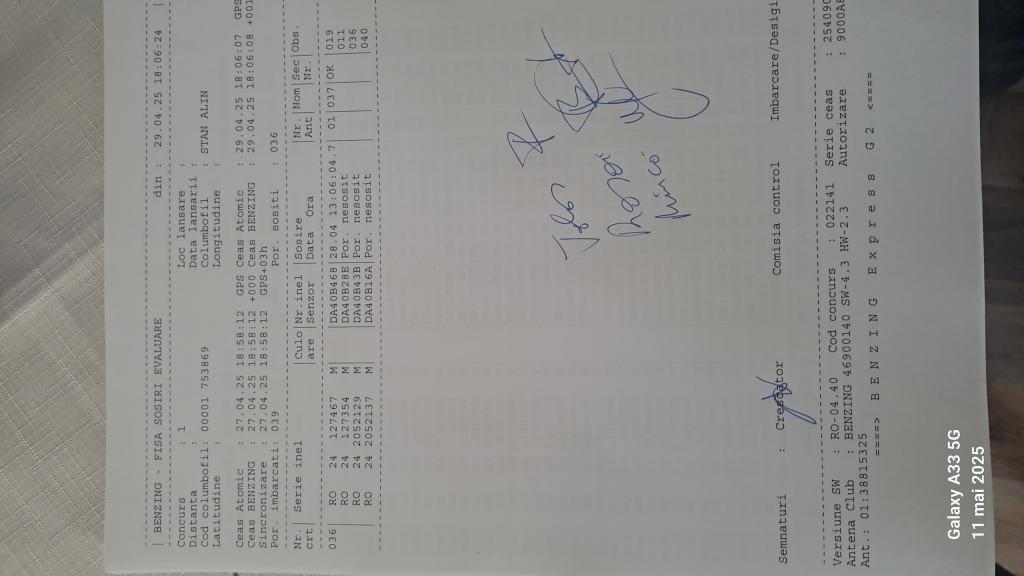 | BENZING - FISA SOSIRI EVALUARE din : 29.04.25 18:06:24 |
Concurs : 1 Loc lansare :
Distanta : Data lansarii :
Cod columbofil: 00001 753869 Columbofil : STAN ALIN
Latitudine : Longitudine :
Ceas Atomic : 27.04.25 18:58:12 GPS Ceas Atomic : 29.04.25 18:06:07 GPS
Ceas BENZING : 27.04.25 18:58:12 +000 Ceas BENZING : 29.04.25 18:06:08 +001
Sincronizare : 27.04.25 18:58:12 GPS+03h
Por. imbarcati: 039 Por. sositi : 036
Nr.| Serie inel |Culo|Nr.inel |Sosire |Nr. |Nom|Sec|Obs.
crt| |are |Senzor |Data Ora |Ant | |Nr.|
036 RO 24 127467 M |DA40B468|28.04 13:06:04.7| 01|037|OK |019
RO 24 127354 M |DA40B28E|Por. nesosit | | | |011
RO 24 2052129 M |DA40B43B|Por. nesosit | | | |036
RO 24 2052137 M |DA40B16A|Por. nesosit | | | |040
Semnaturi : Crescator Comisia control Imbarcare/Desigi
Versiune SW : RO-04.40 Cod concurs : 022141 Serie ceas : 25409
Antena Club : BENZING 46900140 SW-4.3 HW-2.3 Autorizare : 9000A
Ant.: 01:38815325
====> B E N Z I N G E x p r e s s G 2 <====
Galaxy A33 5G
11 mai 2025